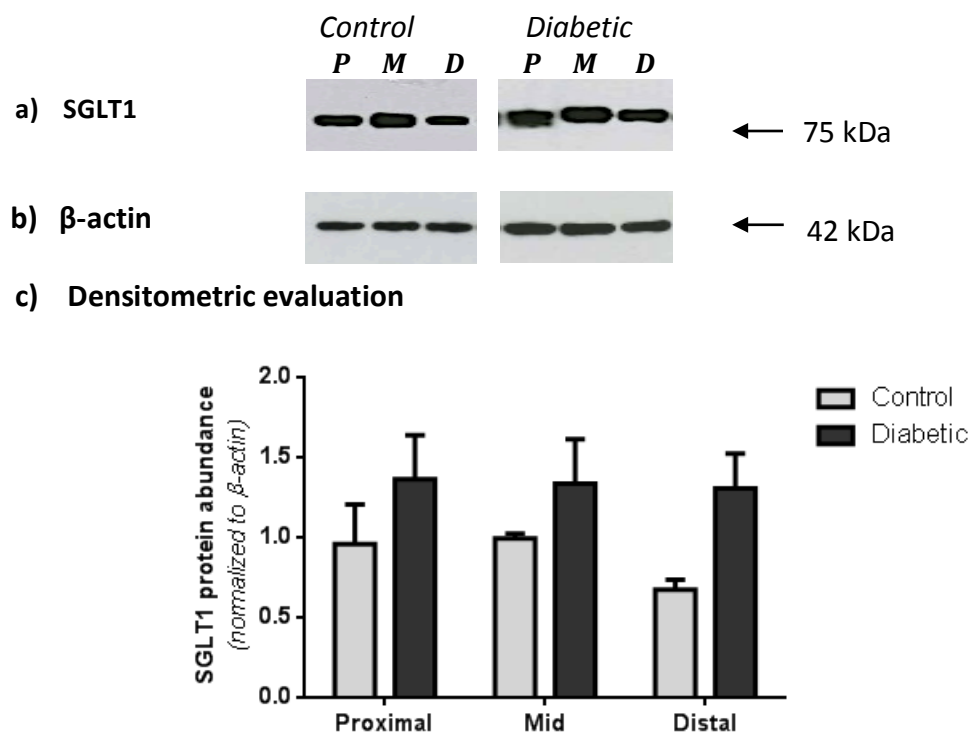 Control Diabetic
P M D P M D
a) SGLT1
75 kDa
b) β-actin
42 kDa
c) Densitometric evaluation
SGLT1 protein abundance
(normalized to β-actin)
2.0
1.5
1.0
0.5
0.0
Control
Diabetic
Proximal Mid Distal